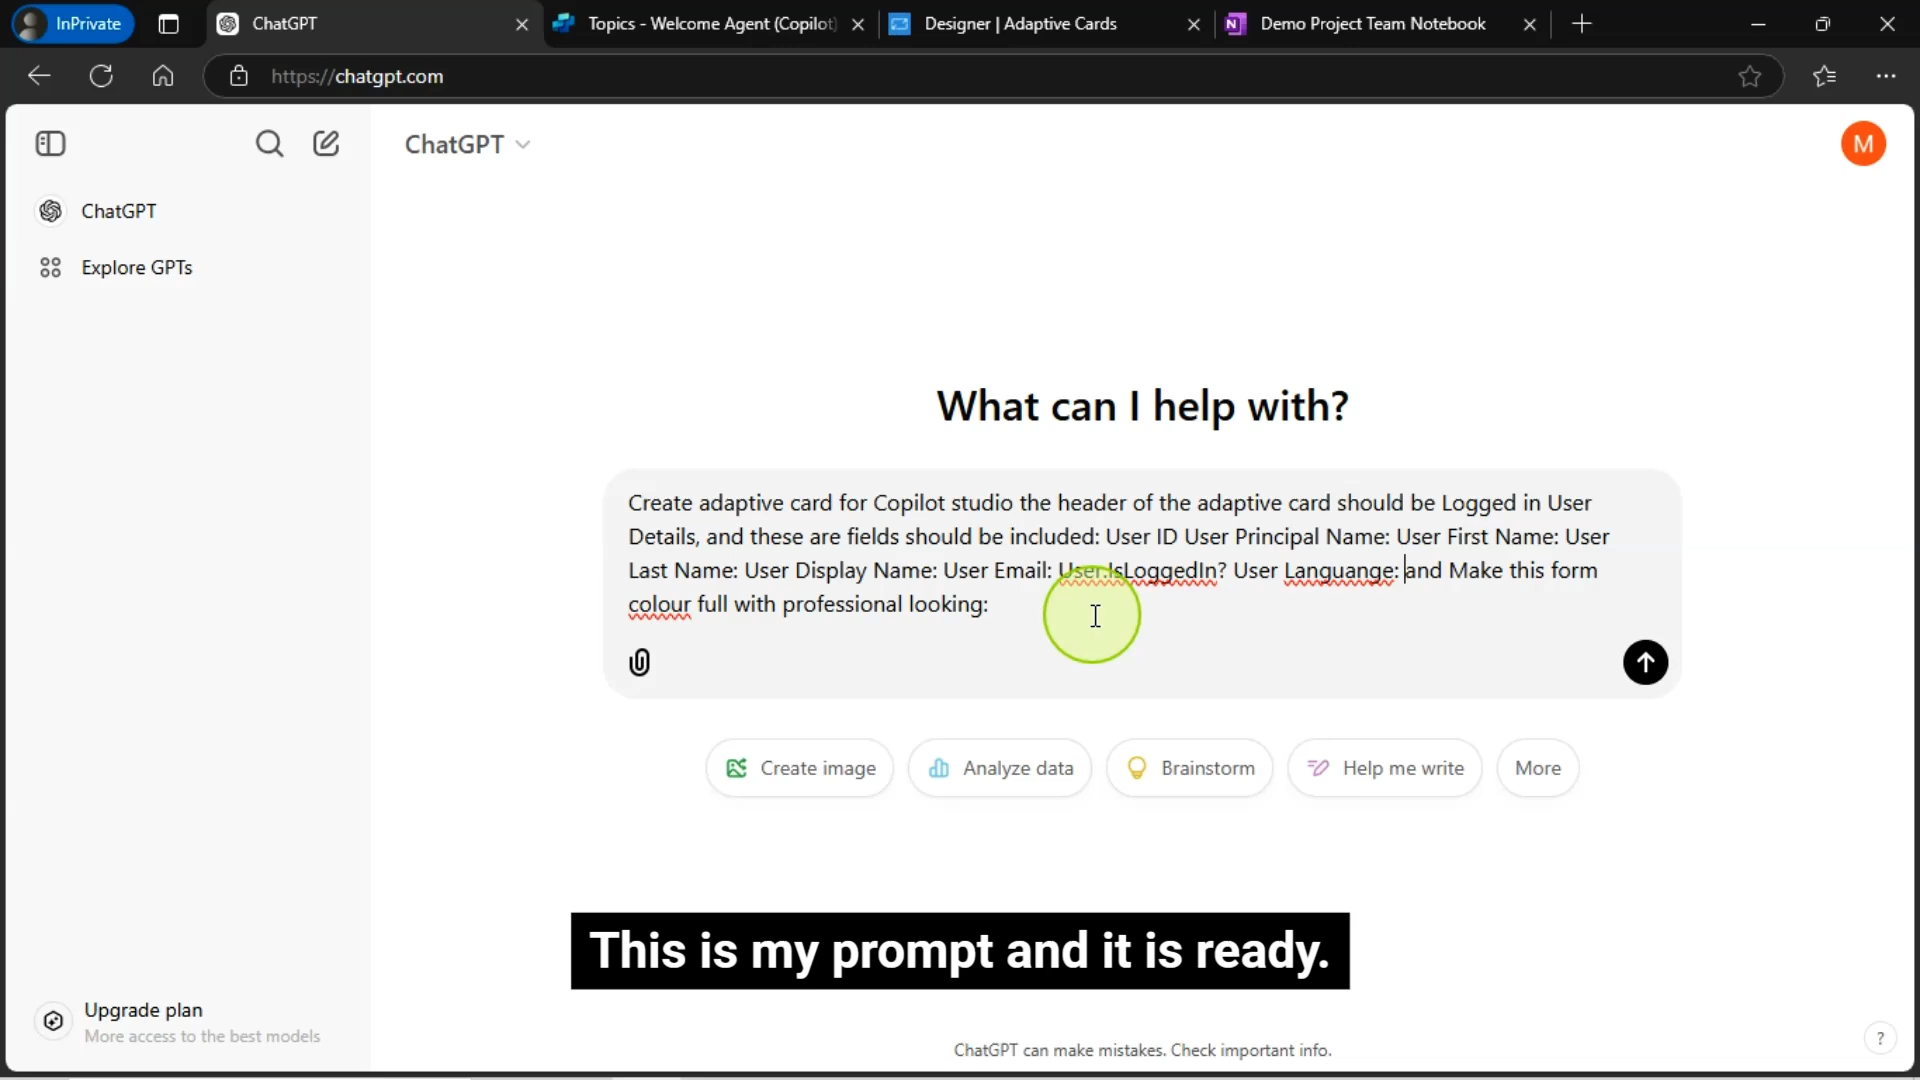 InPrivate
ChatGPT
Topics - Welcome Agent (Copilot)
Designer | Adaptive Cards
Demo Project Team Notebook
https://chatgpt.com
ChatGPT
M
ChatGPT
Explore GPTs
What can I help with?
Create adaptive card for Copilot studio the header of the adaptive card should be Logged in User
Details, and these are fields should be included: User ID User Principal Name: User First Name: User
Last Name: User Display Name: User Email: User.IsLoggedIn? User Languange: and Make this form
colour full with professional looking:
Create image
Analyze data
Brainstorm
Help me write
More
This is my prompt and it is ready.
Upgrade plan
More access to the best models
ChatGPT can make mistakes. Check important info.
?